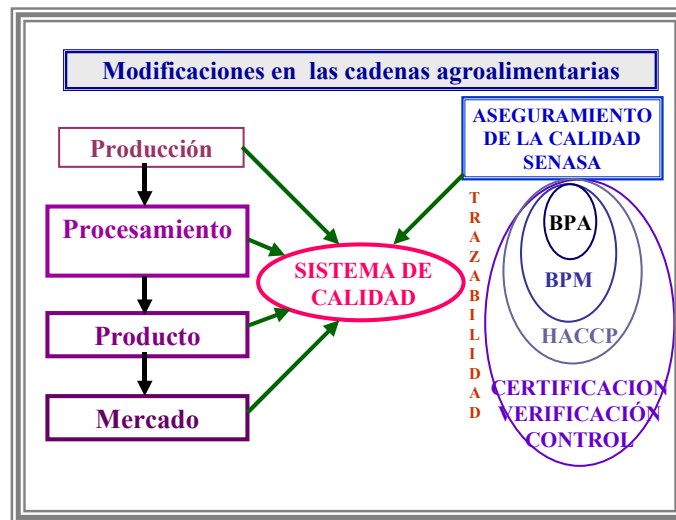 Modificaciones en las cadenas agroalimentarias
Producción
Procesamiento
Producto
Mercado
SISTEMA DE
CALIDAD
ASEGURAMIENTO
DE LA CALIDAD
SENASA
TRAZABILIDAD
BPA
BPM
HACCP
CERTIFICACION
VERIFICACIÓN
CONTROL